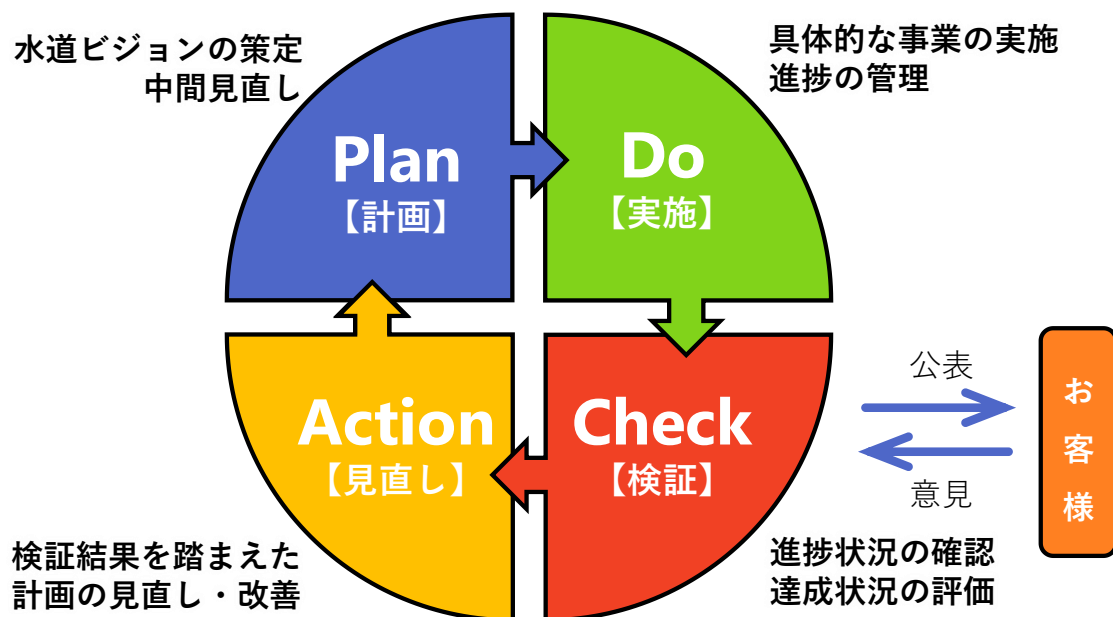 水道ビジョンの策定
中間見直し
Plan
【計画】
具体的な事業の実施
進捗の管理
Do
【実施】
Action
【見直し】
検証結果を踏まえた
計画の見直し・改善
Check
【検証】
進捗状況の確認
達成状況の評価
公表
意見
お客様